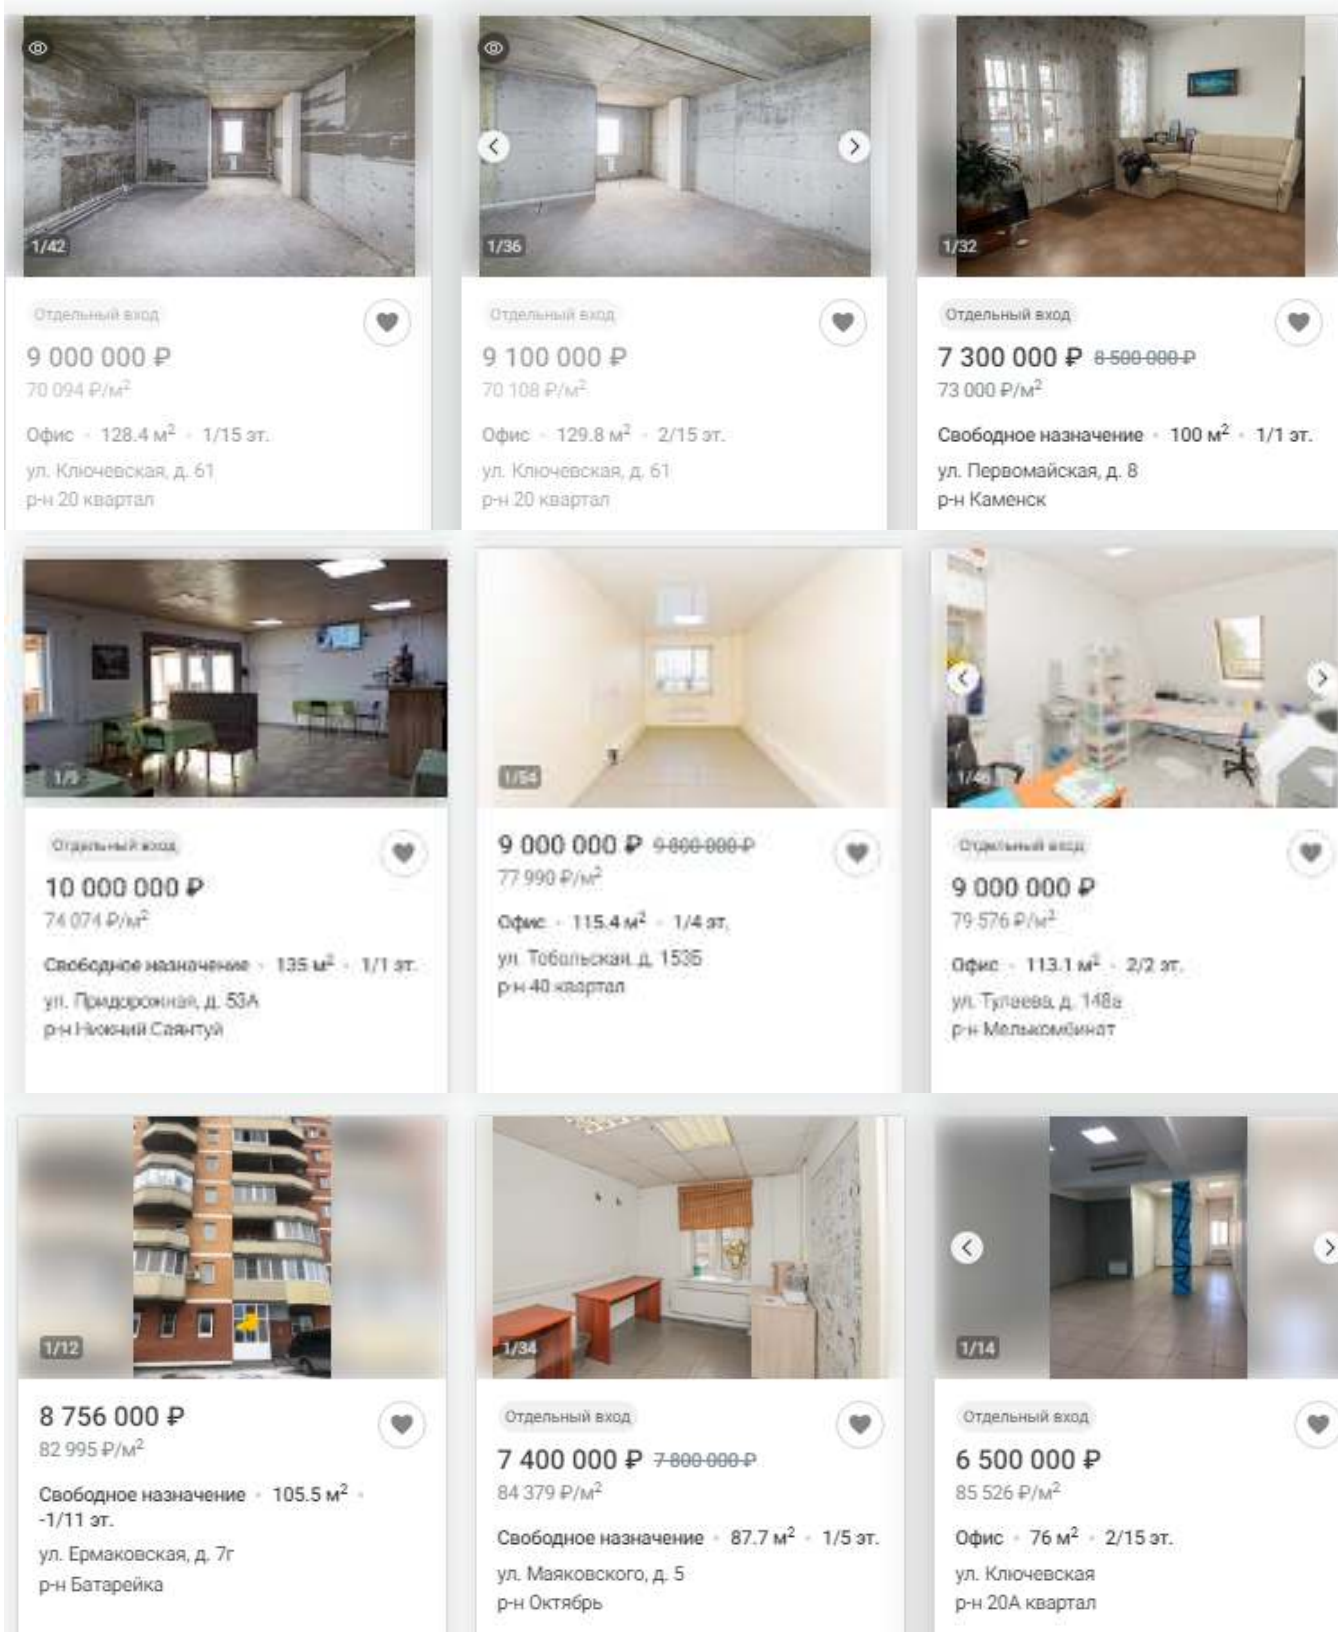 1/42
Отдельный вход
9 000 000 ₽
70 094 ₽/м²
Офис · 128.4 м² · 1/15 эт.
ул. Ключевская, д. 61
р-н 20 квартал
1/36
Отдельный вход
9 100 000 ₽
70 108 ₽/м²
Офис · 129.8 м² · 2/15 эт.
ул. Ключевская, д. 61
р-н 20 квартал
1/32
Отдельный вход
7 300 000 ₽ 8 500 000 ₽
73 000 ₽/м²
Свободное назначение · 100 м² · 1/1 эт.
ул. Первомайская, д. 8
р-н Каменск
Отдельный вход
10 000 000 ₽
74 074 ₽/м²
Свободное назначение · 135 м² · 1/1 эт.
ул. Придорожная, д. 53А
р-н Нижний Саянтуй
1/54
9 000 000 ₽ 9 800 000 ₽
77 990 ₽/м²
Офис · 115.4 м² · 1/4 эт.
ул. Тобольская, д. 153Б
р-н 40 квартал
1/46
Отдельный вход
9 000 000 ₽
79 576 ₽/м²
Офис · 113.1 м² · 2/2 эт.
ул. Тулаева, д. 148а
р-н Мелькомбинат
1/12
8 756 000 ₽
82 995 ₽/м²
Свободное назначение · 105.5 м² ·
-1/11 эт.
ул. Ермаковская, д. 7г
р-н Батарейка
1/34
Отдельный вход
7 400 000 ₽ 7 800 000 ₽
84 379 ₽/м²
Свободное назначение · 87.7 м² · 1/5 эт.
ул. Маяковского, д. 5
р-н Октябрь
1/14
Отдельный вход
6 500 000 ₽
85 526 ₽/м²
Офис · 76 м² · 2/15 эт.
ул. Ключевская
р-н 20А квартал